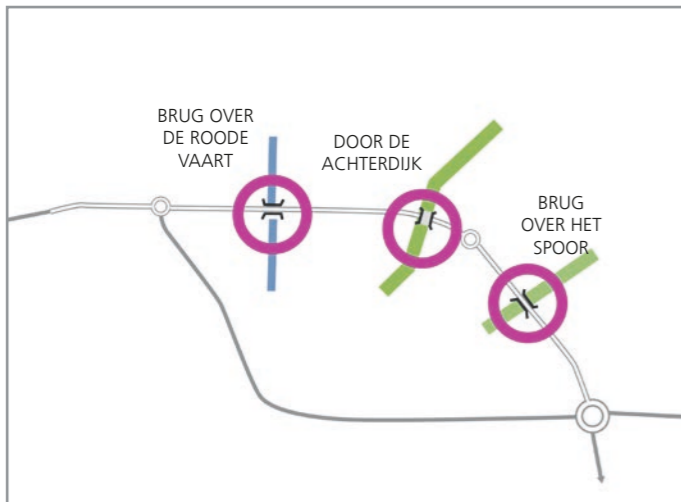 BRUG OVER
DE ROODE
VAART
DOOR DE
ACHTERDIJK
BRUG
OVER HET
SPOOR